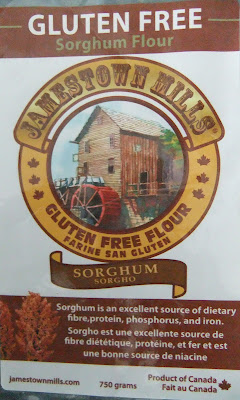 GLUTEN FREE
Sorghum Flour
JAMESTOWN MILLS
GLUTEN FREE FLOUR
FARINE SAN GLUTEN
SORGHUM
SORGHO
Sorghum is an excellent source of dietary
fibre,protein, phosphorus, and iron.
Sorgho est une excellente source de
fibre diététique, protéine, et fer et est
une bonne source de niacine
jamestownmills.com
750 grams
Product of Canada
Fait au Canada